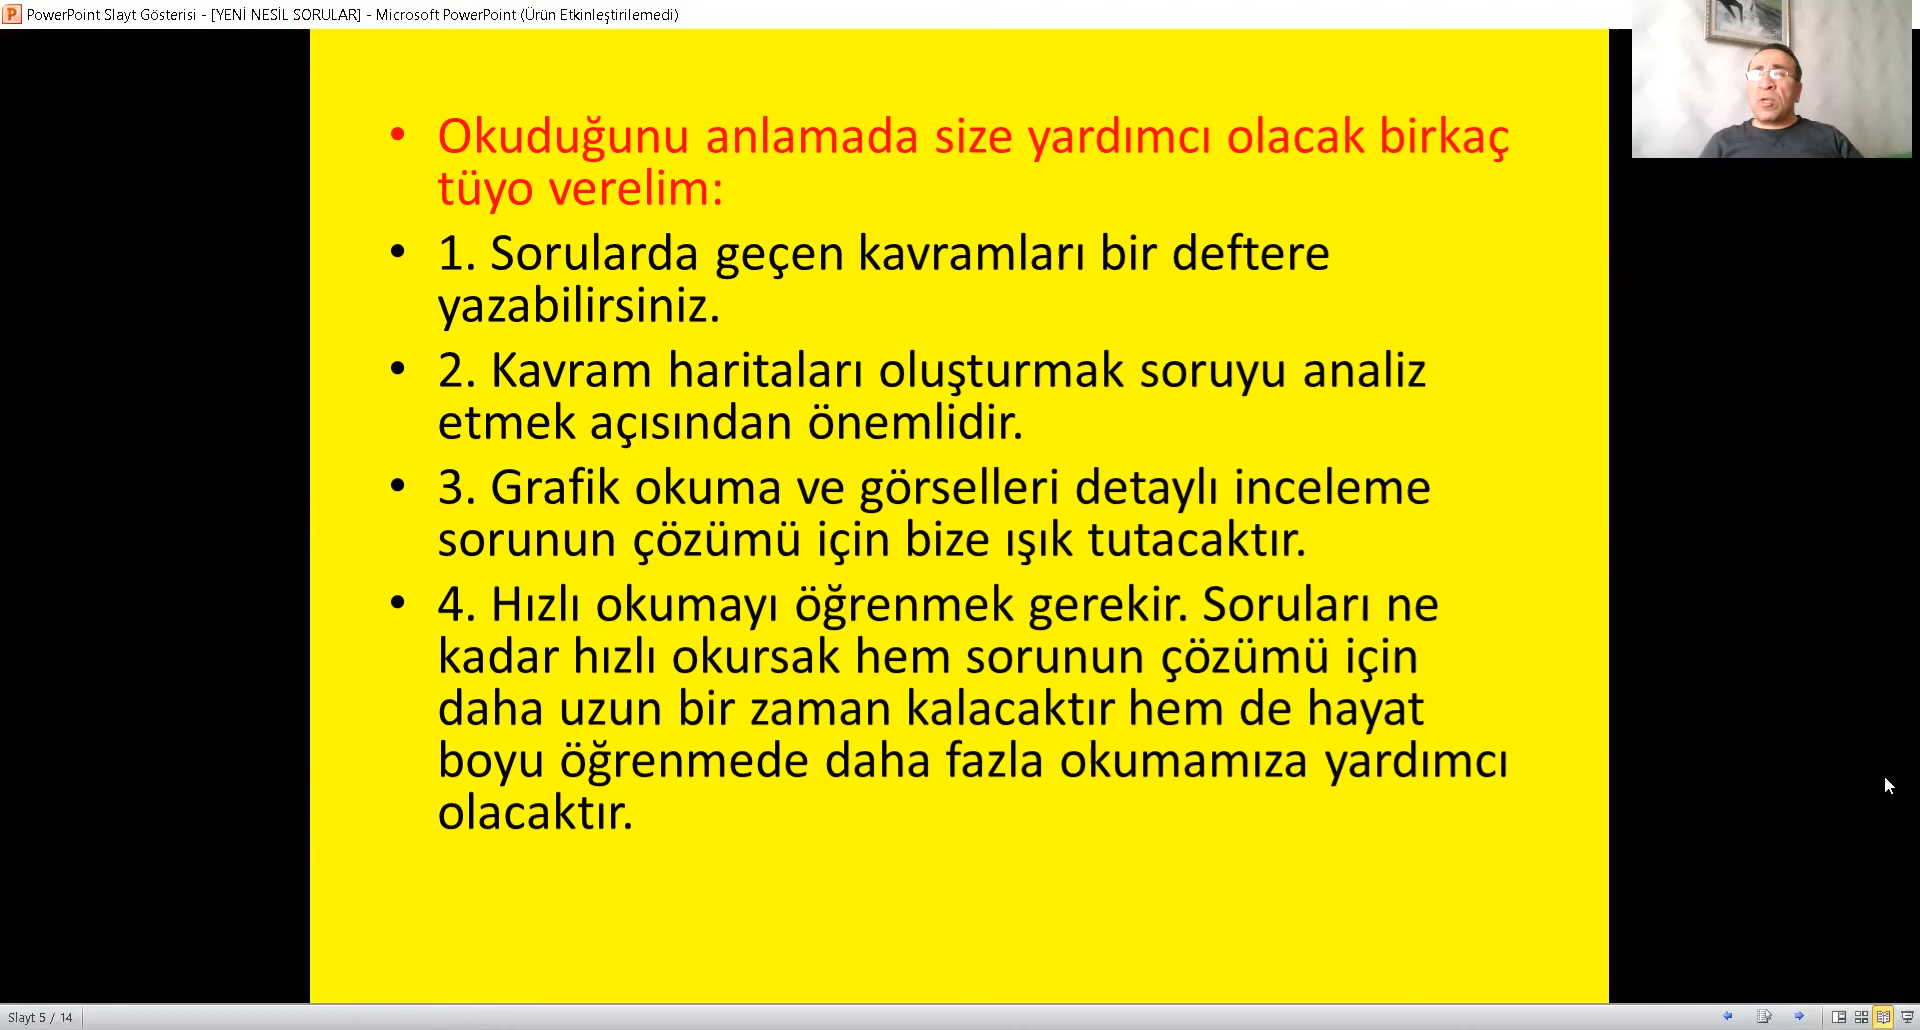 PowerPoint Slayt Gösterisi - [YENİ NESİL SORULAR] - Microsoft PowerPoint (Ürün Etkinleştirilemedi)
• Okuduğunu anlamada size yardımcı olacak birkaç
tüyo verelim:
• 1. Sorularda geçen kavramları bir deftere
yazabilirsiniz.
• 2. Kavram haritaları oluşturmak soruyu analiz
etmek açısından önemlidir.
• 3. Grafik okuma ve görselleri detaylı inceleme
sorunun çözümü için bize ışık tutacaktır.
• 4. Hızlı okumayı öğrenmek gerekir. Soruları ne
kadar hızlı okursak hem sorunun çözümü için
daha uzun bir zaman kalacaktır hem de hayat
boyu öğrenmede daha fazla okumamıza yardımcı
olacaktır.
Slayt 5 / 14